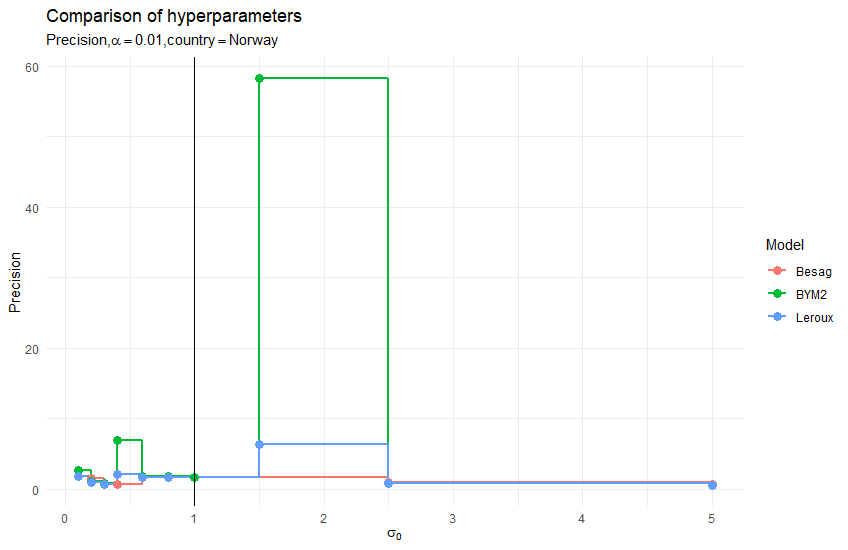 Comparison of hyperparameters
Precision,α = 0.01,country = Norway
Precision
60
40
20
0
0 1 2 3 4 5
σ₀
Model
Besag
BYM2
Leroux